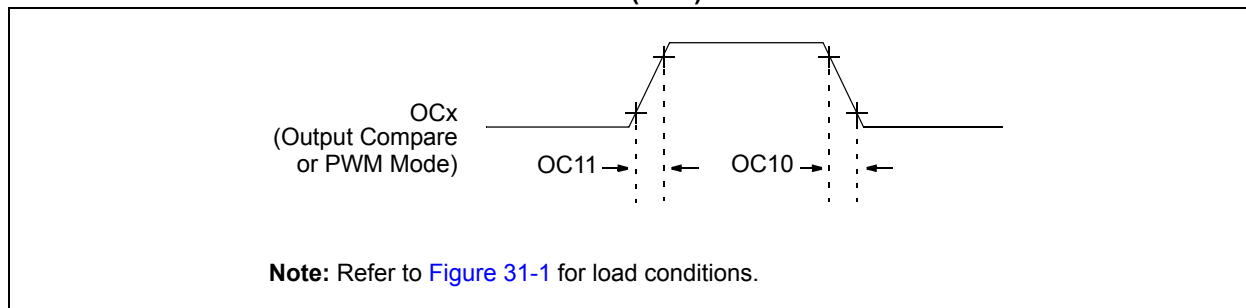 OCx
(Output Compare
or PWM Mode)
OC11
OC10
Note: Refer to Figure 31-1 for load conditions.